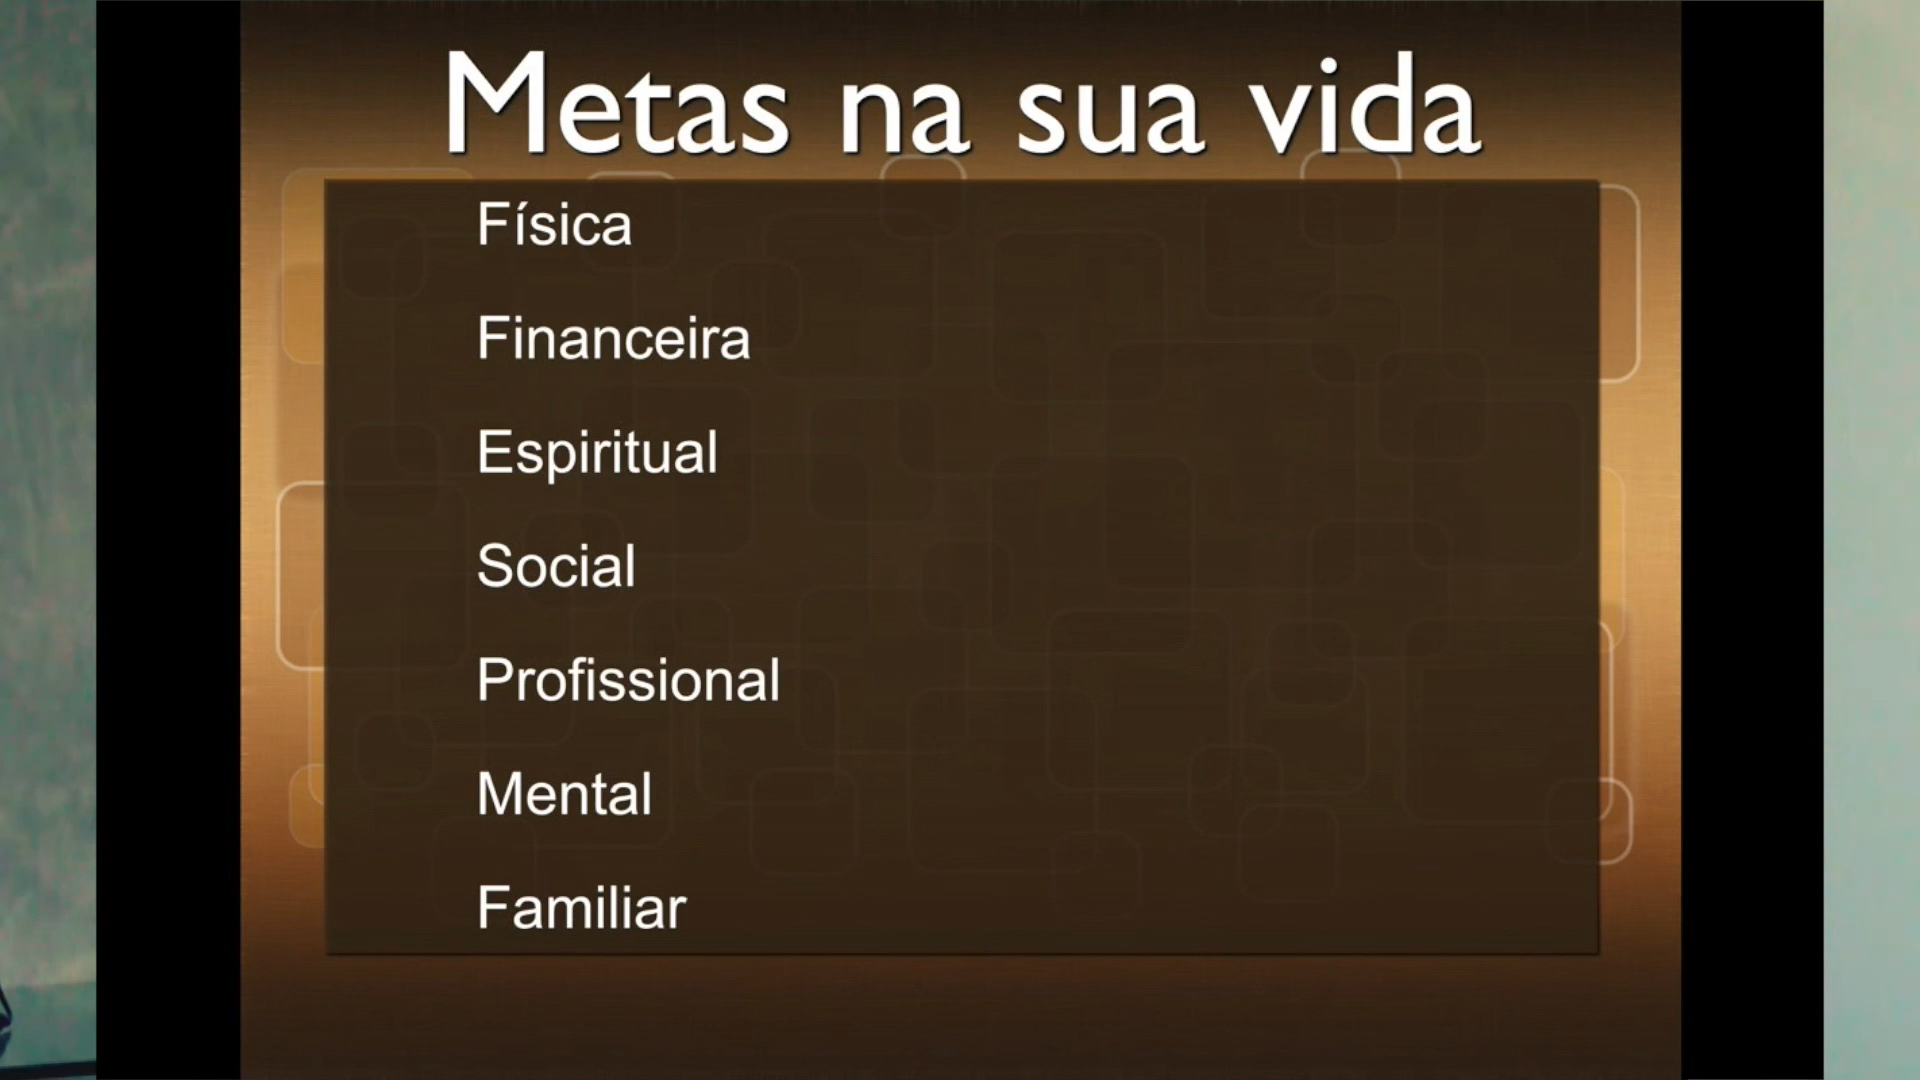 Metas na sua vida
Física
Financeira
Espiritual
Social
Profissional
Mental
Familiar